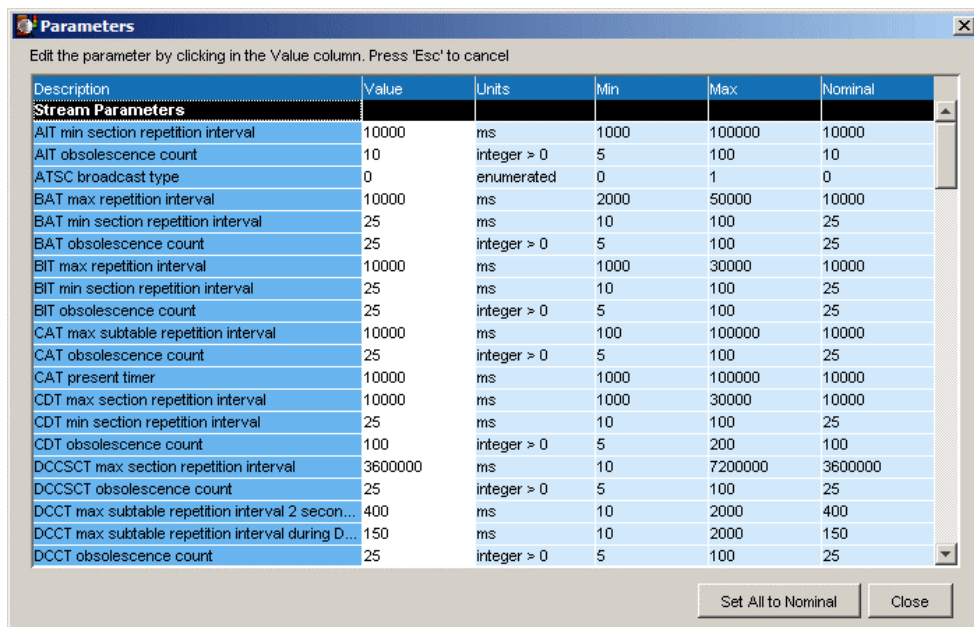 Parameters
Edit the parameter by clicking in the Value column. Press 'Esc' to cancel
Description Value Units Min Max Nominal
Stream Parameters
AIT min section repetition interval 10000 ms 1000 100000 10000
AIT obsolescence count 10 integer > 0 5 100 10
ATSC broadcast type 0 enumerated 0 1 0
BAT max repetition interval 10000 ms 2000 50000 10000
BAT min section repetition interval 25 ms 10 100 25
BAT obsolescence count 25 integer > 0 5 100 25
BIT max repetition interval 10000 ms 1000 30000 10000
BIT min section repetition interval 25 ms 10 100 25
BIT obsolescence count 25 integer > 0 5 100 25
CAT max subtable repetition interval 10000 ms 100 100000 10000
CAT obsolescence count 25 integer > 0 5 100 25
CAT present timer 10000 ms 1000 100000 10000
CDT max section repetition interval 10000 ms 1000 30000 10000
CDT min section repetition interval 25 ms 10 100 25
CDT obsolescence count 100 integer > 0 5 200 100
DCCSCT max section repetition interval 3600000 ms 10 7200000 3600000
DCCSCT obsolescence count 25 integer > 0 5 100 25
DCCT max subtable repetition interval 2 secon... 400 ms 10 2000 400
DCCT max subtable repetition interval during D... 150 ms 10 2000 150
DCCT obsolescence count 25 integer > 0 5 100 25
Set All to Nominal Close